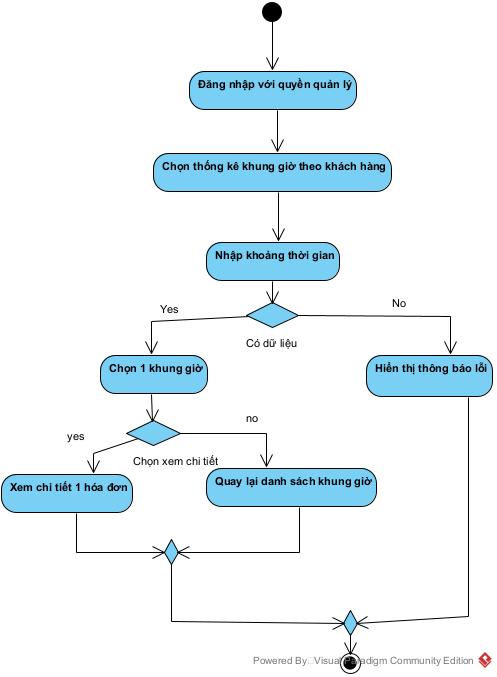 Đăng nhập với quyền quản lý
Chọn thống kê khung giờ theo khách hàng
Nhập khoảng thời gian
Yes
No
Có dữ liệu
Chọn 1 khung giờ
Hiển thị thông báo lỗi
no
yes
Chọn xem chi tiết
Xem chi tiết 1 hóa đơn
Quay lại danh sách khung giờ
Powered By Visual Paradigm Community Edition